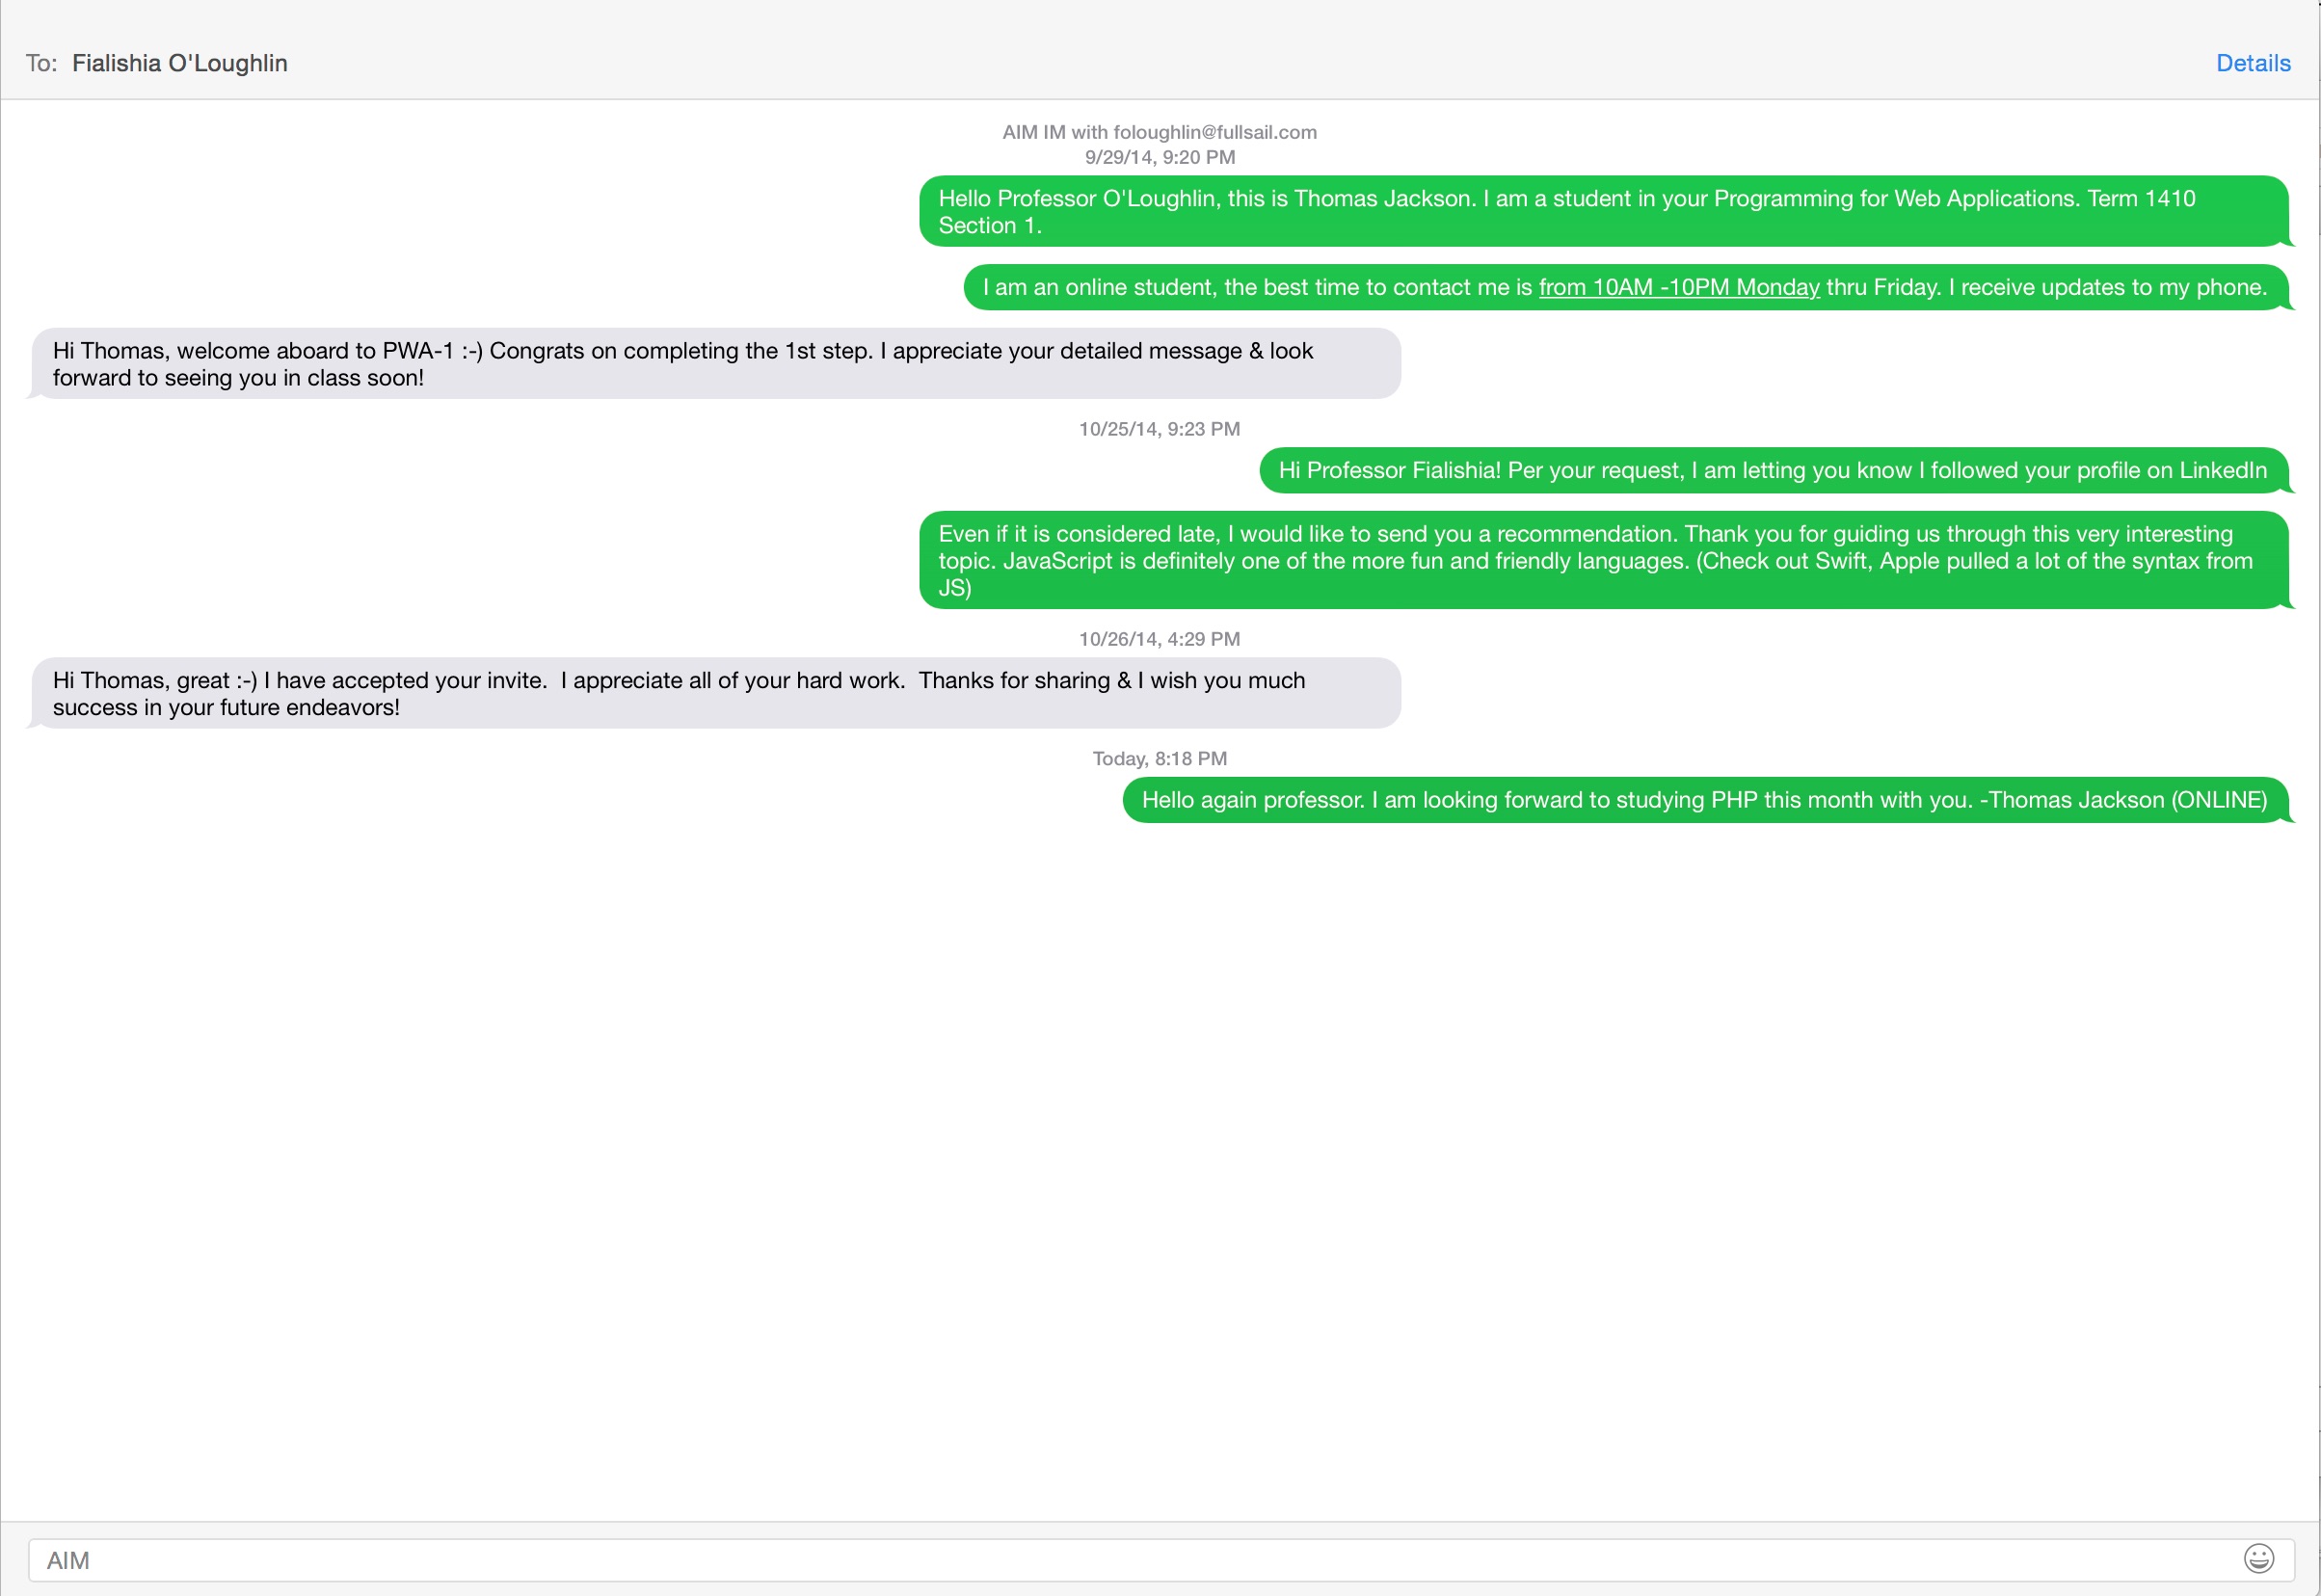 To: Fialishia O'Loughlin
Details
AIM IM with foloughlin@fullsail.com
9/29/14, 9:20 PM
Hello Professor O'Loughlin, this is Thomas Jackson. I am a student in your Programming for Web Applications. Term 1410
Section 1.
I am an online student, the best time to contact me is from 10AM -10PM Monday thru Friday. I receive updates to my phone.
Hi Thomas, welcome aboard to PWA-1 :-) Congrats on completing the 1st step. I appreciate your detailed message & look
forward to seeing you in class soon!
10/25/14, 9:23 PM
Hi Professor Fialishia! Per your request, I am letting you know I followed your profile on LinkedIn
Even if it is considered late, I would like to send you a recommendation. Thank you for guiding us through this very interesting
topic. JavaScript is definitely one of the more fun and friendly languages. (Check out Swift, Apple pulled a lot of the syntax from
JS)
10/26/14, 4:29 PM
Hi Thomas, great :-) I have accepted your invite.  I appreciate all of your hard work.  Thanks for sharing & I wish you much
success in your future endeavors!
Today, 8:18 PM
Hello again professor. I am looking forward to studying PHP this month with you. -Thomas Jackson (ONLINE)
AIM